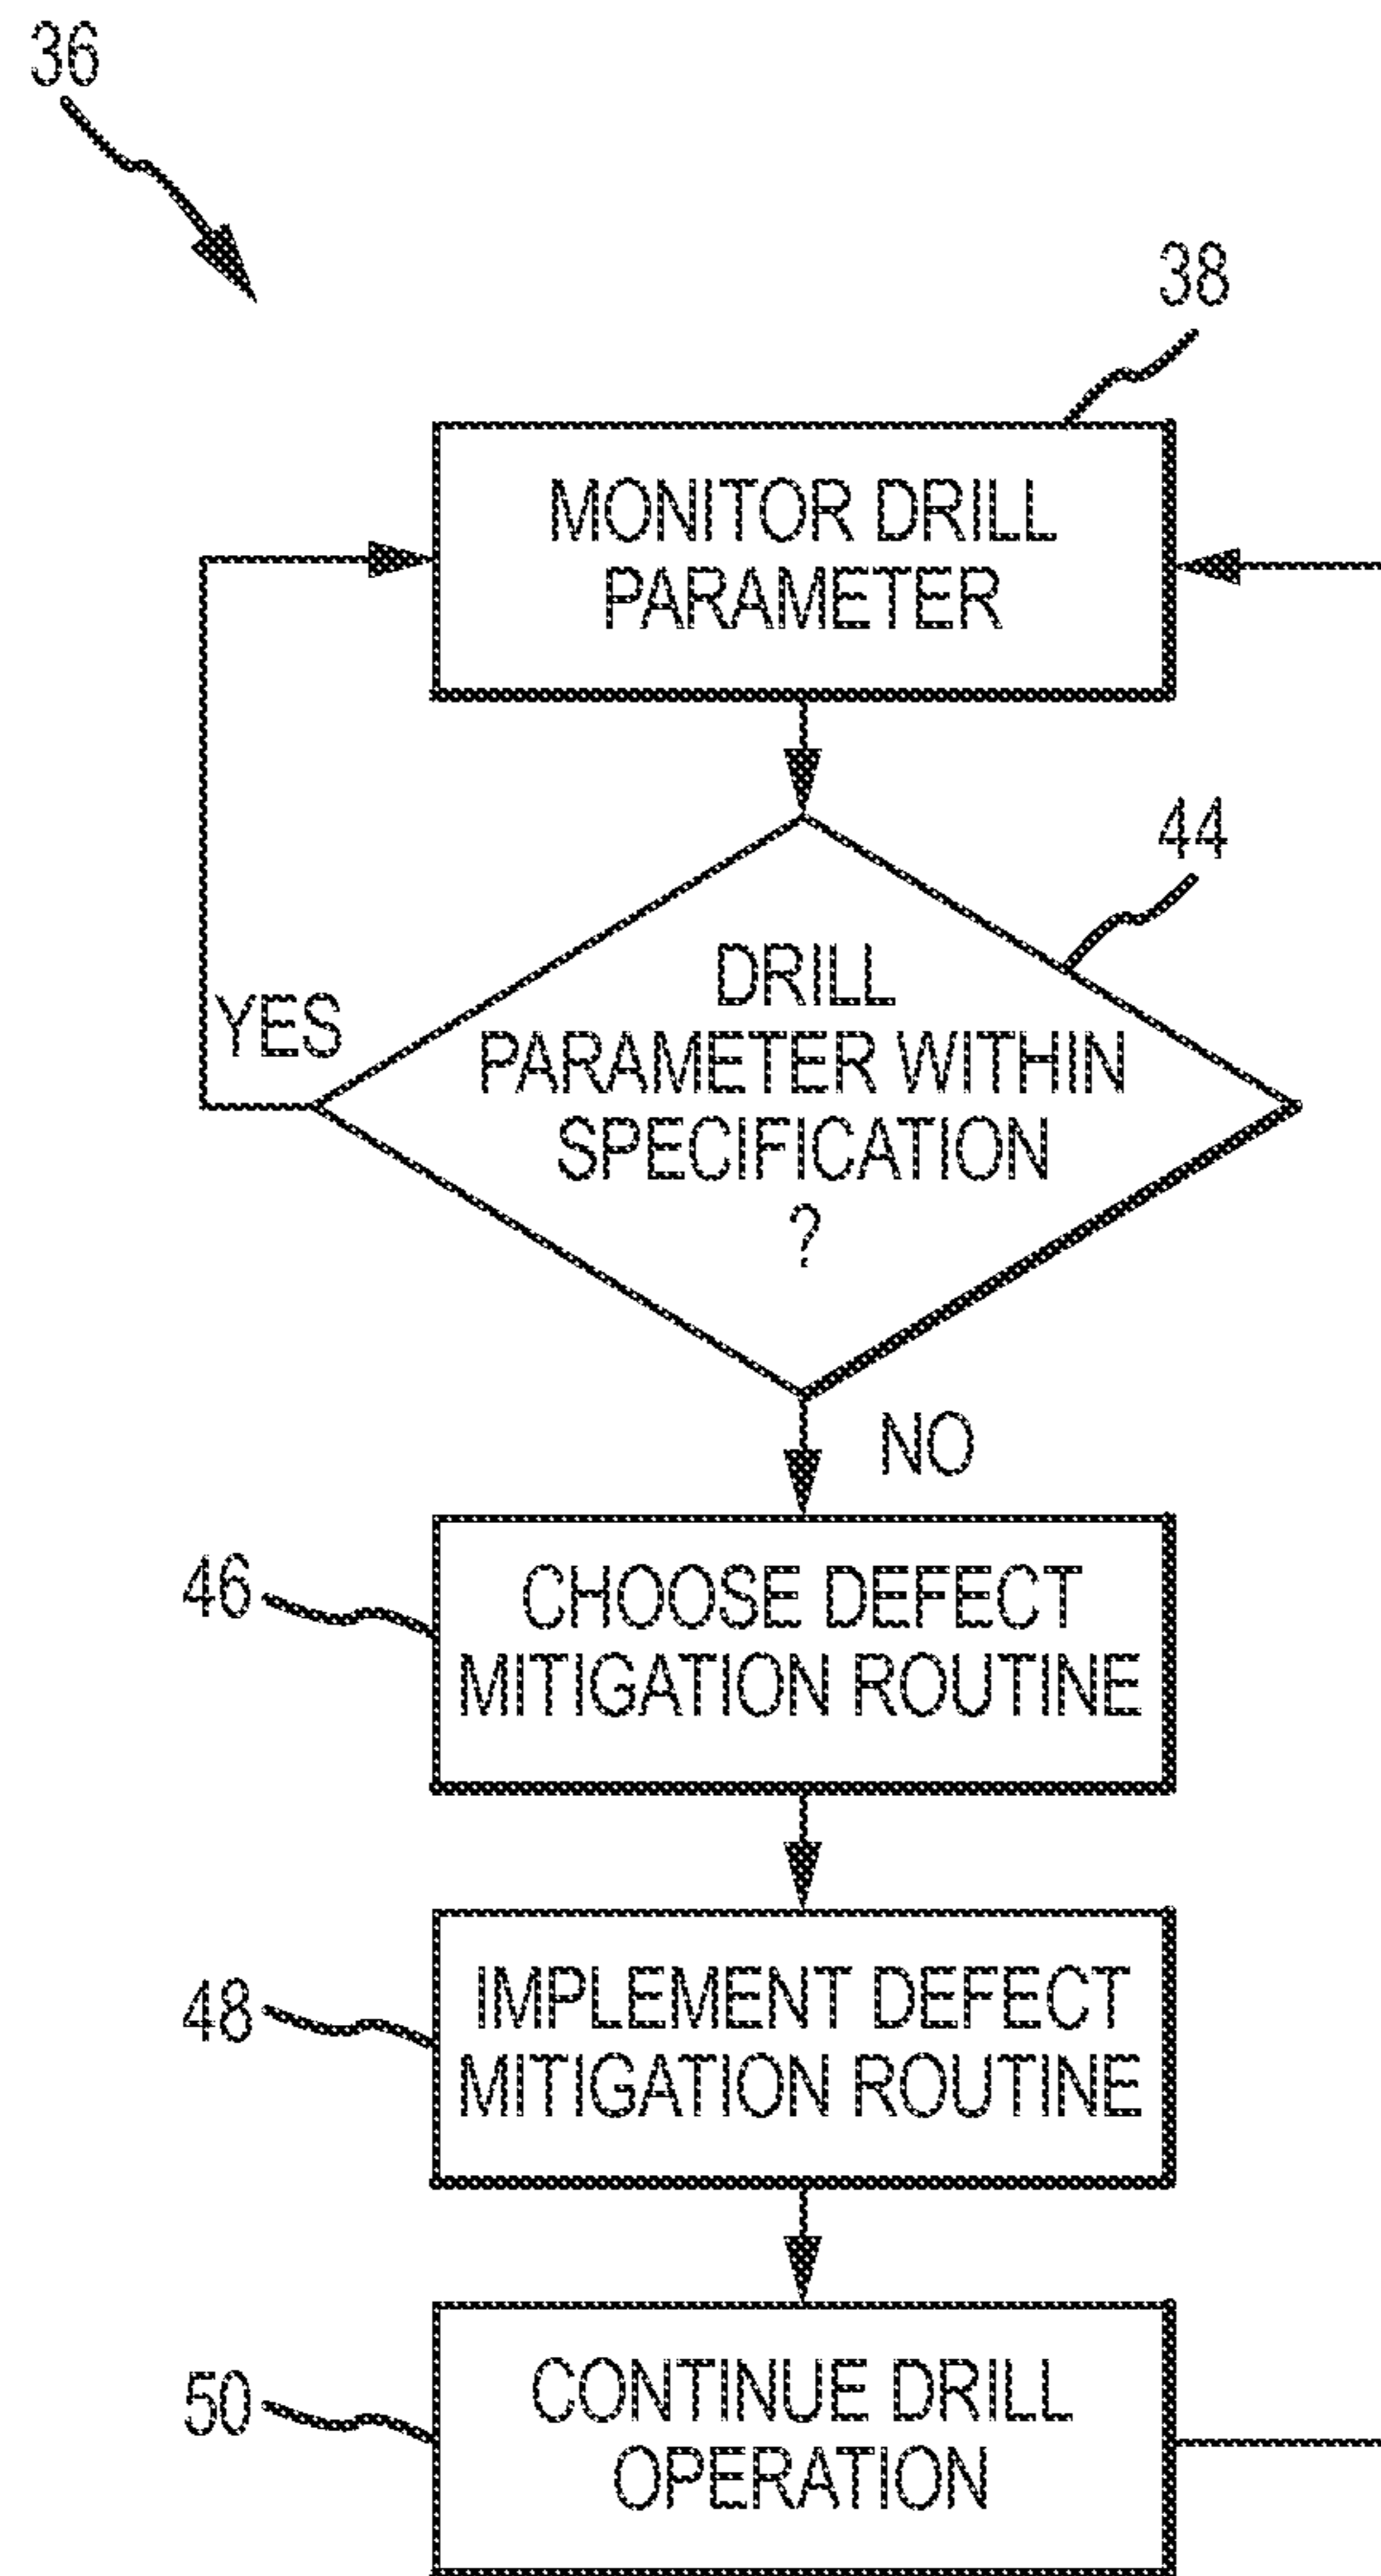 36
38
MONITOR DRILL
PARAMETER
44
DRILL
PARAMETER WITHIN
SPECIFICATION
?
YES
NO
46
CHOOSE DEFECT
MITIGATION ROUTINE
48
IMPLEMENT DEFECT
MITIGATION ROUTINE
50
CONTINUE DRILL
OPERATION